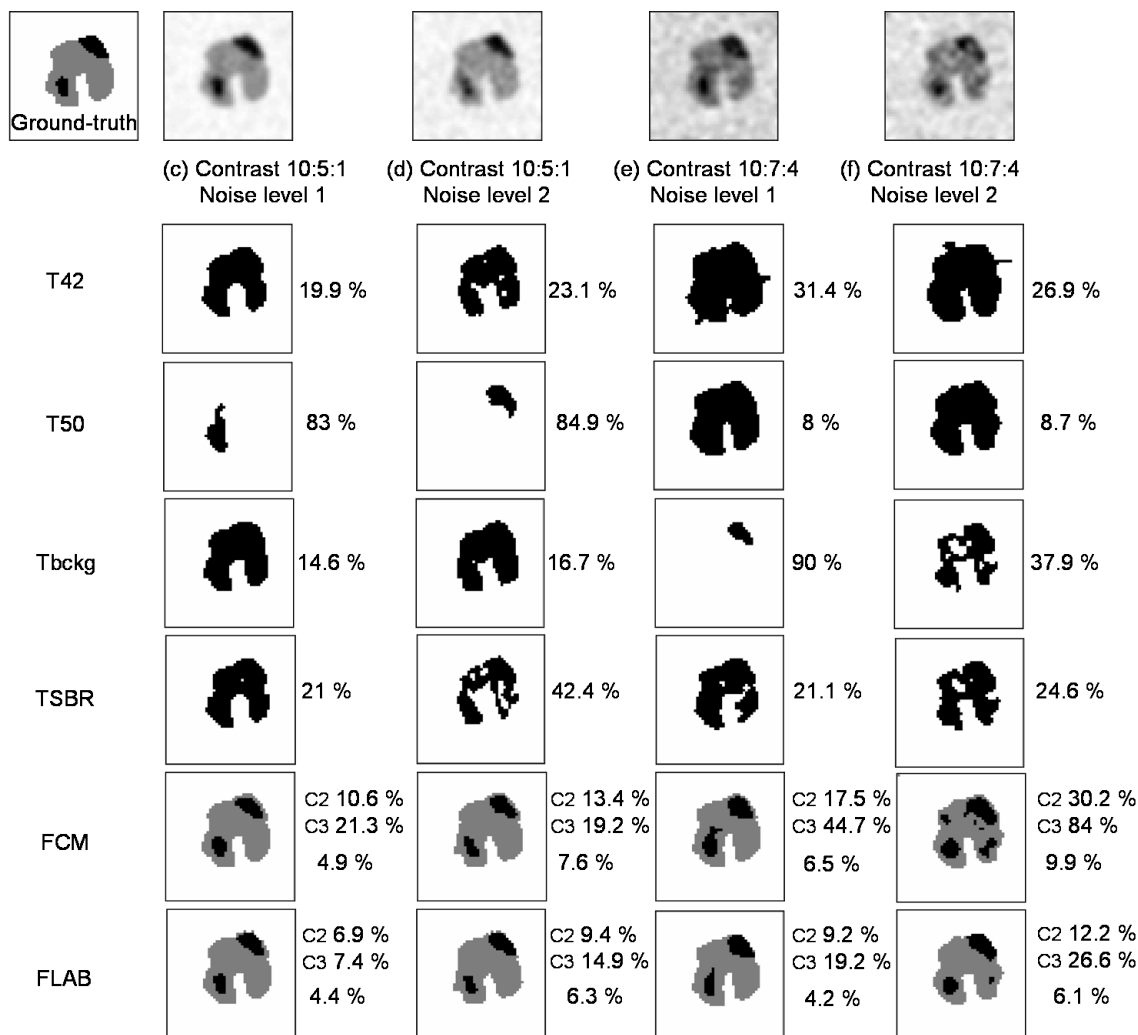 Ground-truth
(c) Contrast 10:5:1 (d) Contrast 10:5:1 (e) Contrast 10:7:4 (f) Contrast 10:7:4
Noise level 1 Noise level 2 Noise level 1 Noise level 2
T42 19.9 % 23.1 % 31.4 % 26.9 %
T50 83 % 84.9 % 8 % 8.7 %
Tbckg 14.6 % 16.7 % 90 % 37.9 %
TSBR 21 % 42.4 % 21.1 % 24.6 %
C2 10.6 % C2 13.4 % C2 17.5 % C2 30.2 %
C3 21.3 % C3 19.2 % C3 44.7 % C3 84 %
FCM
4.9 % 7.6 % 6.5 % 9.9 %
C2 6.9 % C2 9.4 % C2 9.2 % C2 12.2 %
C3 7.4 % C3 14.9 % C3 19.2 % C3 26.6 %
FLAB
4.4 % 6.3 % 4.2 % 6.1 %